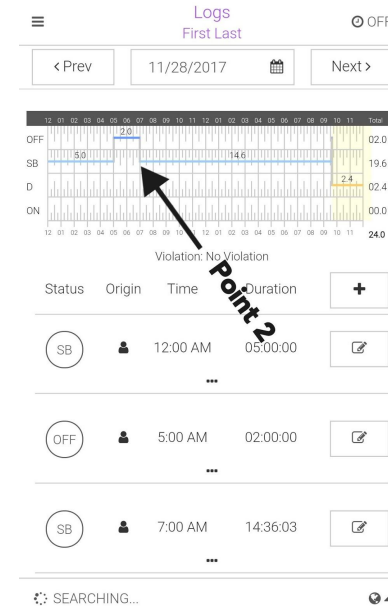 Logs
OFF
First Last
Prev
11/28/2017
Next
12 01 02 03 04 05 06 07 08 09 10 11 12 01 02 03 04 05 06 07 08 09 10 11 Total
OFF 2.0 02.0
SB 5.0 14.6 19.6
D 2.4 02.4
ON 00.0
12 01 02 03 04 05 06 07 08 09 10 11 12 01 02 03 04 05 06 07 08 09 10 11 24.0
Violation: No Violation
Point 2
Status Origin Time Duration +
SB 12:00 AM 05:00:00
•••
OFF 5:00 AM 02:00:00
•••
SB 7:00 AM 14:36:03
•••
SEARCHING...